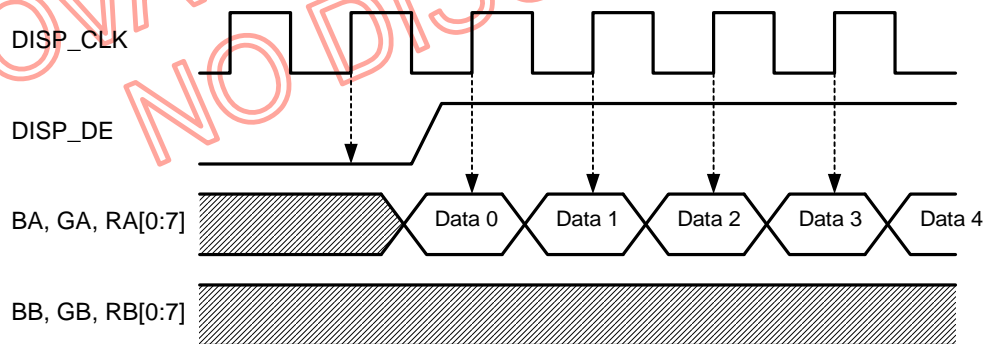 DISP_CLK
DISP_DE
BA, GA, RA[0:7]
Data 0
Data 1
Data 2
Data 3
Data 4
BB, GB, RB[0:7]
NO